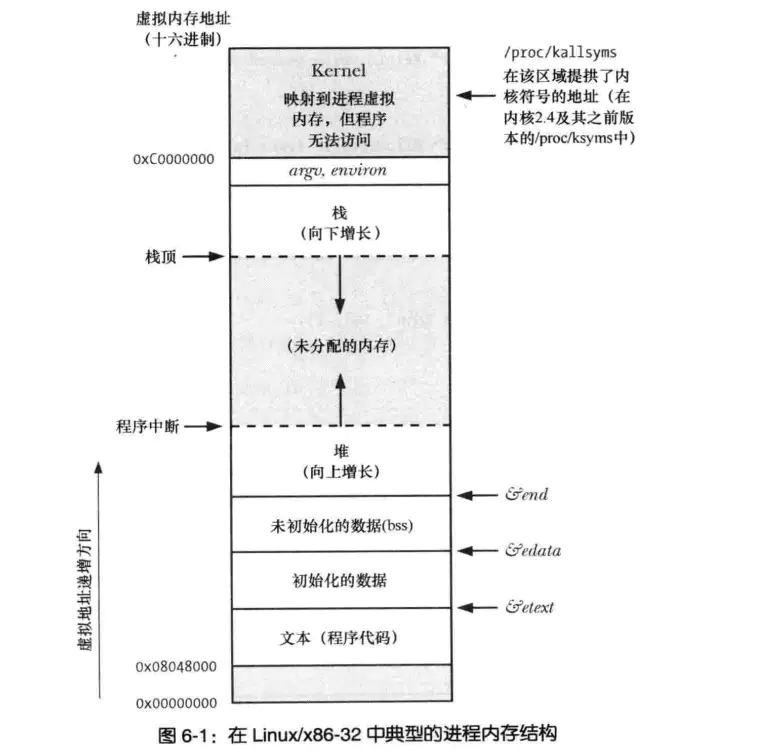 虚拟内存地址
(十六进制)
/proc/kallsyms
在该区域提供了内
核符号的地址（在
内核2.4及其之前版
本的/proc/ksyms中）
Kernel
映射到进程虚拟
内存，但程序
无法访问
0xC0000000
argv, environ
栈
(向下增长)
栈顶
(未分配的内存)
程序中断
堆
(向上增长)
&end
未初始化的数据(bss)
&edata
初始化的数据
&etext
文本（程序代码）
虚拟地址递增方向
0x08048000
0x00000000
图 6-1：在 Linux/x86-32 中典型的进程内存结构